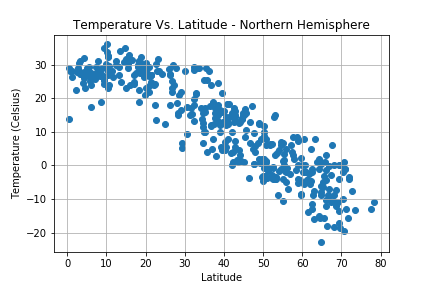 Temperature Vs. Latitude - Northern Hemisphere
Temperature (Celsius)
30
20
10
0
−10
−20
0 10 20 30 40 50 60 70 80
Latitude